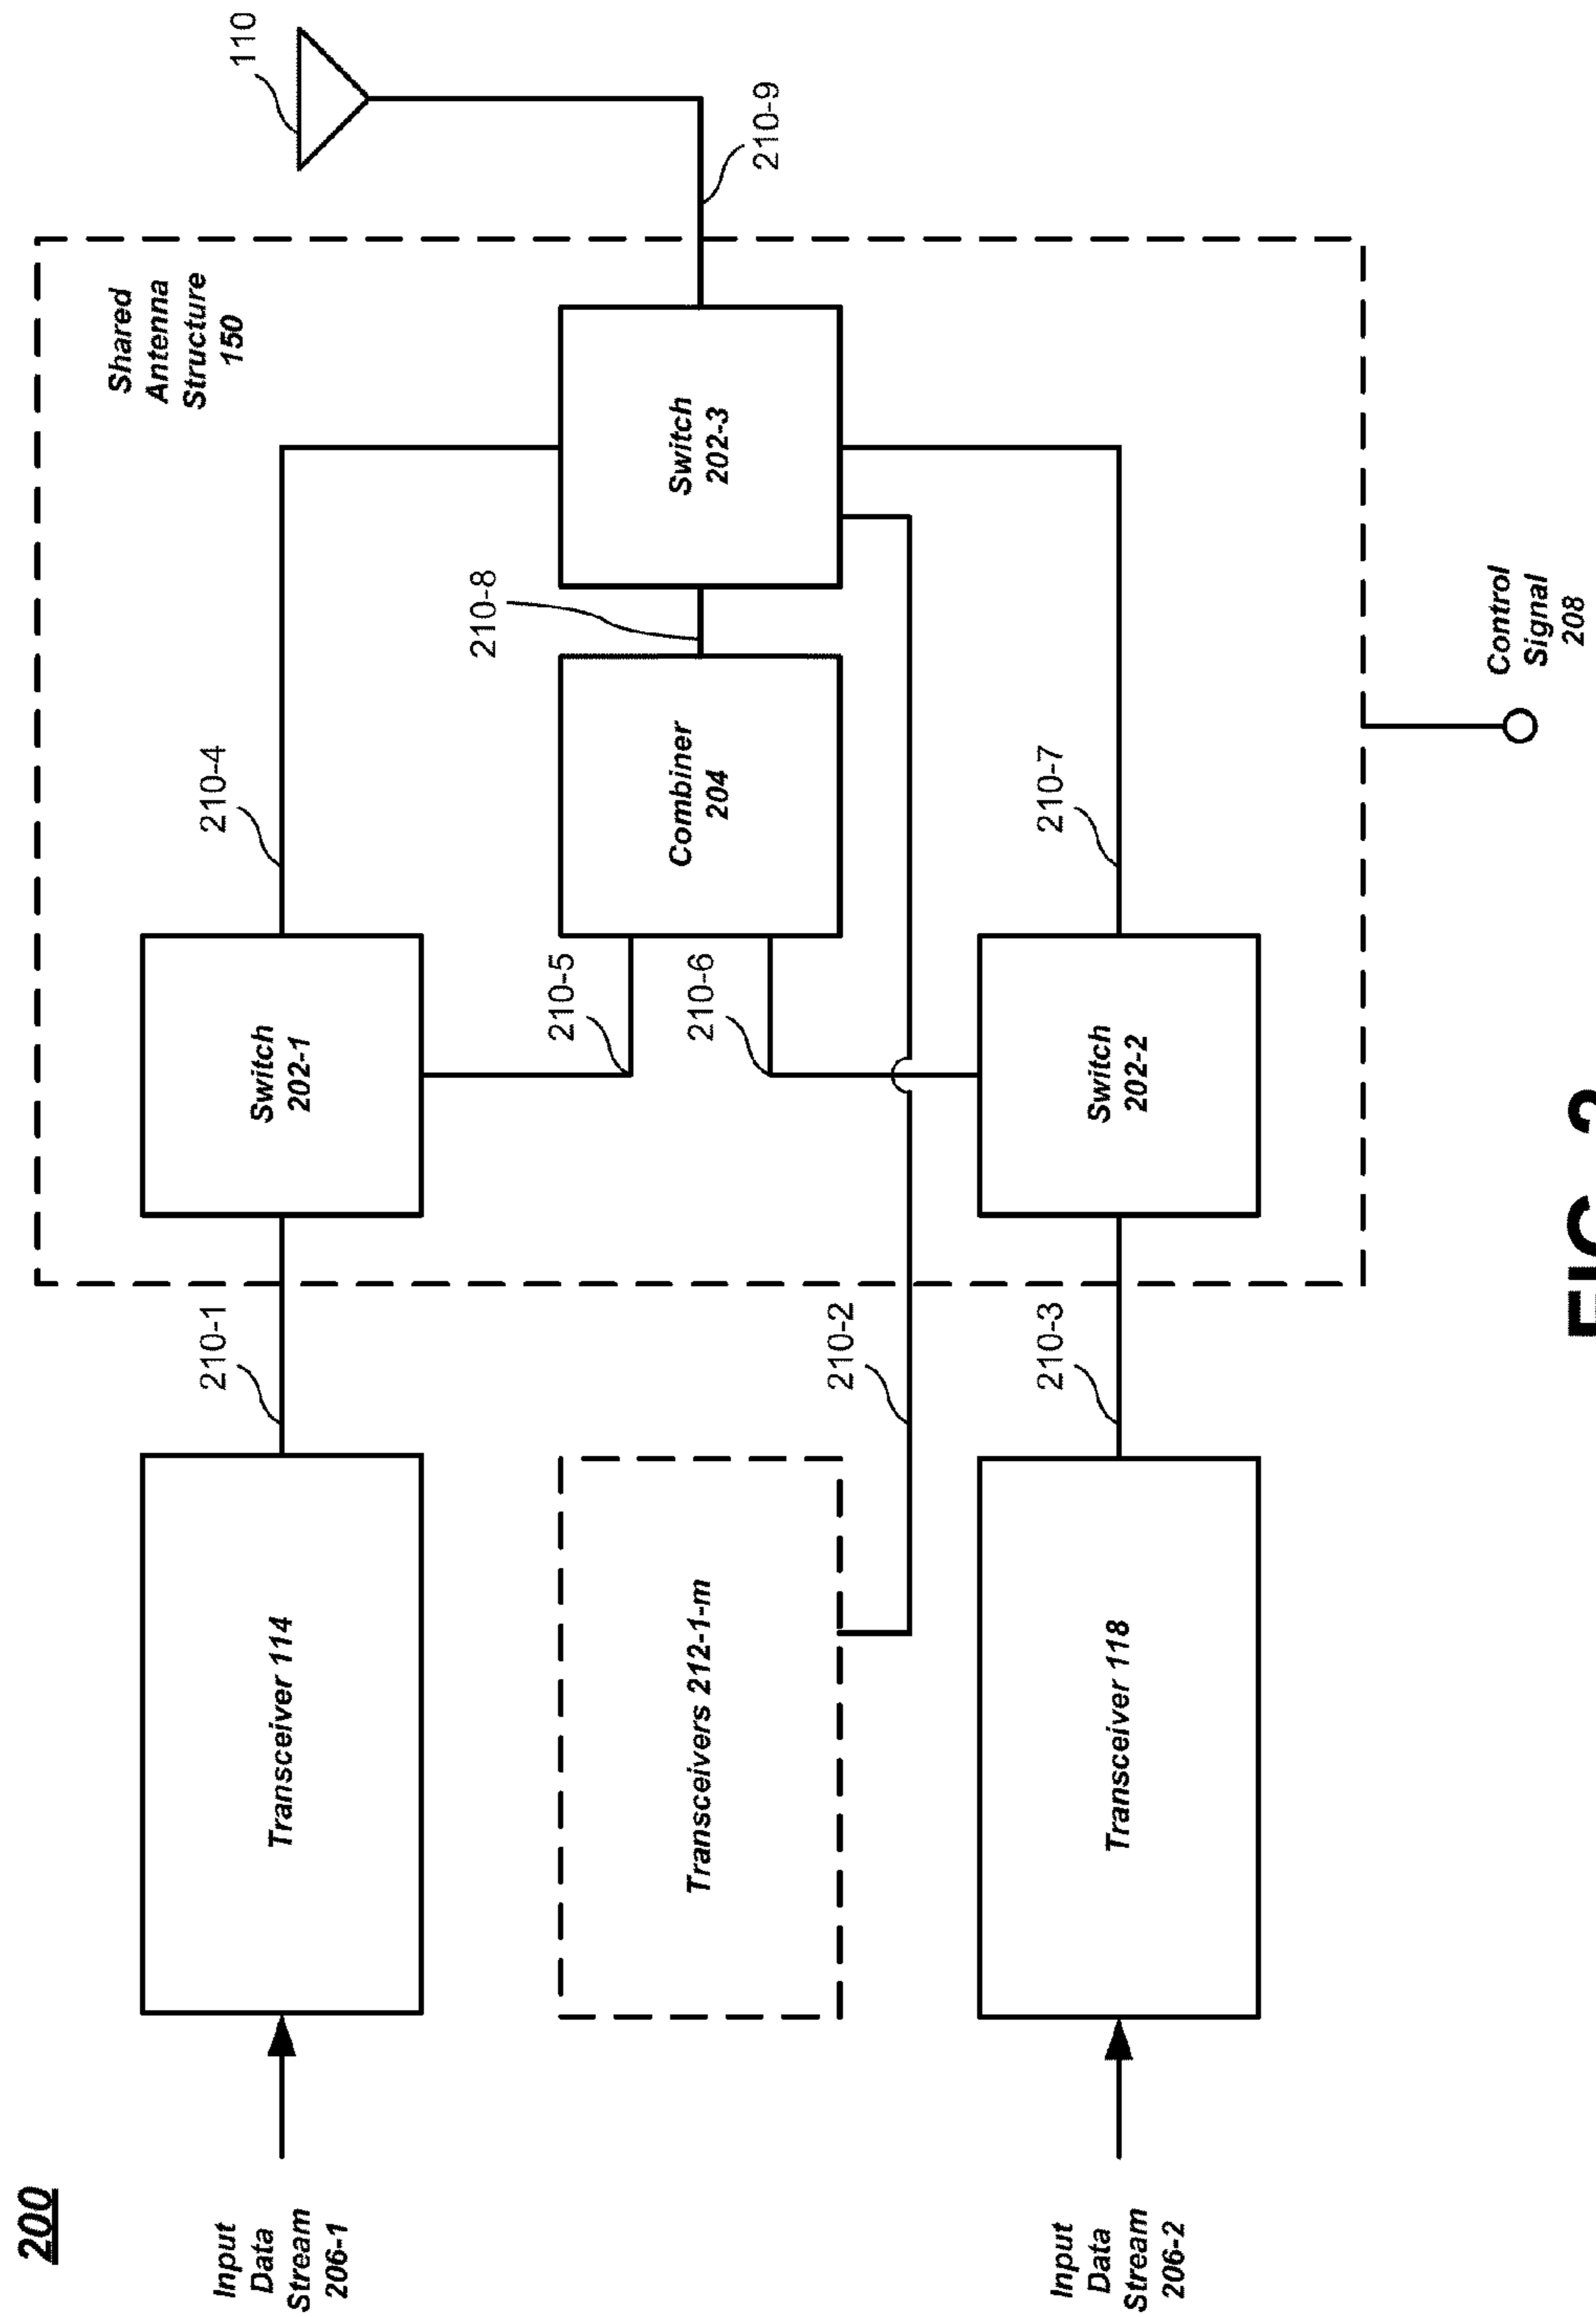 200
Input
Data
Stream
206-1
Transceiver 114
210-1
Switch
202-1
210-4
Shared
Antenna
Structure
150
110
Transceivers 212-1-m
210-2
210-5
210-6
Combiner
204
210-8
Switch
202-3
210-9
Input
Data
Stream
206-2
Transceiver 118
210-3
Switch
202-2
210-7
Control
Signal
208